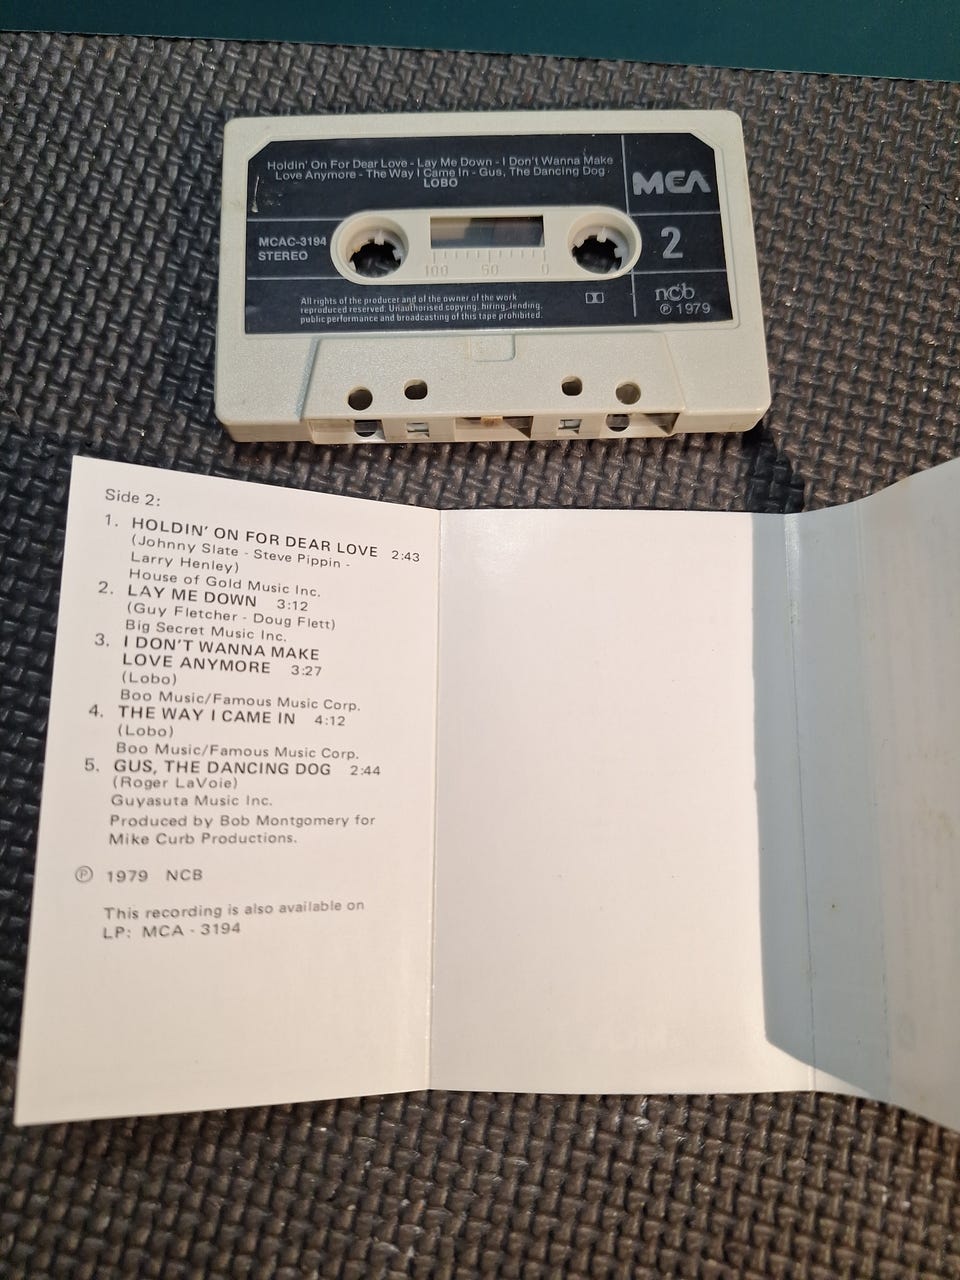 Holdin' On For Dear Love - Lay Me Down - I Don't Wanna Make
Love Anymore - The Way I Came In - Gus, The Dancing Dog -
LOBO
MCA
MCAC-3194
STEREO
2
100 50 0
All rights of the producer and of the owner of the work
reproduced reserved. Unauthorised copying, hiring, lending,
public performance and broadcasting of this tape prohibited.
ncb
℗ 1979
Side 2:
1. HOLDIN' ON FOR DEAR LOVE 2:43
(Johnny Slate - Steve Pippin -
Larry Henley)
House of Gold Music Inc.
2. LAY ME DOWN 3:12
(Guy Fletcher - Doug Flett)
Big Secret Music Inc.
3. I DON'T WANNA MAKE
LOVE ANYMORE 3:27
(Lobo)
Boo Music/Famous Music Corp.
4. THE WAY I CAME IN 4:12
(Lobo)
Boo Music/Famous Music Corp.
5. GUS, THE DANCING DOG 2:44
(Roger LaVoie)
Guyasuta Music Inc.
Produced by Bob Montgomery for
Mike Curb Productions.
℗ 1979 NCB
This recording is also available on
LP: MCA - 3194